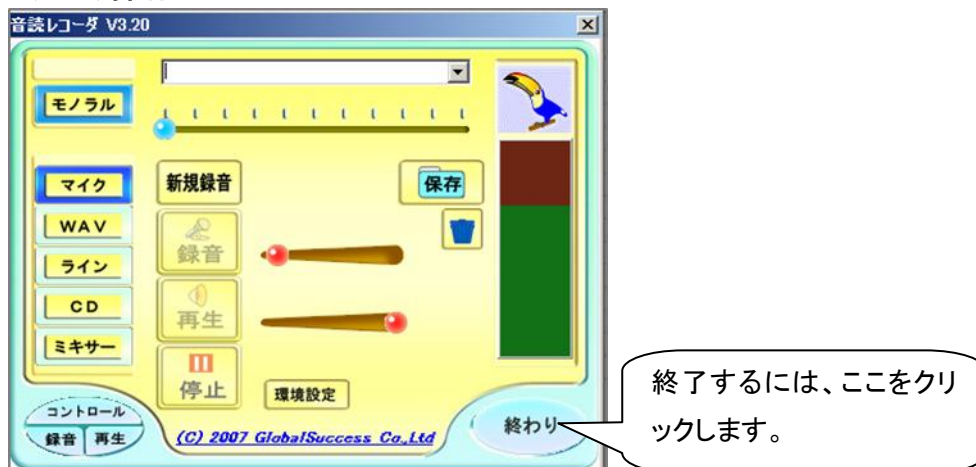 音読レコーダ V3.20
モノラル
マイク
新規録音
保存
WAV
録音
ライン
CD
再生
ミキサー
停止
環境設定
コントロール
録音 再生
(C) 2007 GlobalSuccess Co.,Ltd
終わり
終了するには、ここをクリ
ックします。